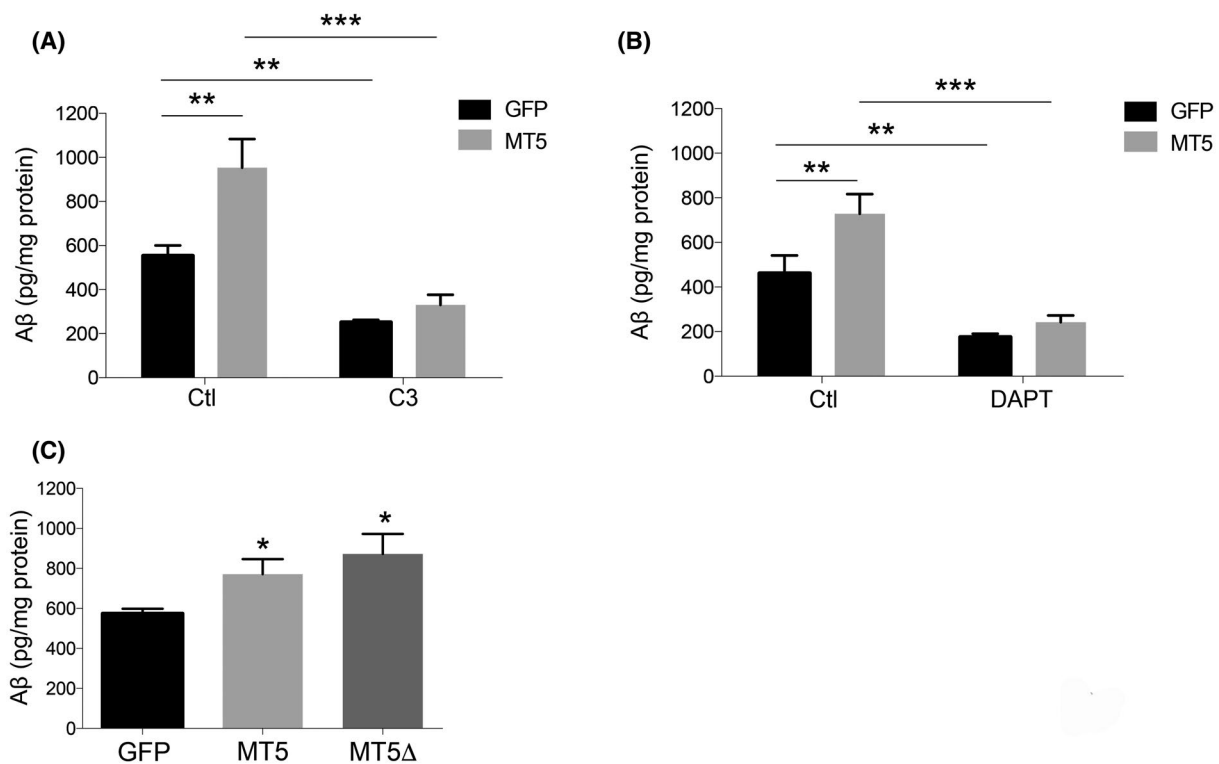 (A)
***
**
**
GFP
MT5
1200
1000
800
600
400
200
0
Aβ (pg/mg protein)
Ctl
C3
(B)
***
**
**
GFP
MT5
1200
1000
800
600
400
200
0
Aβ (pg/mg protein)
Ctl
DAPT
(C)
*
*
1200
1000
800
600
400
200
0
Aβ (pg/mg protein)
GFP
MT5
MT5Δ